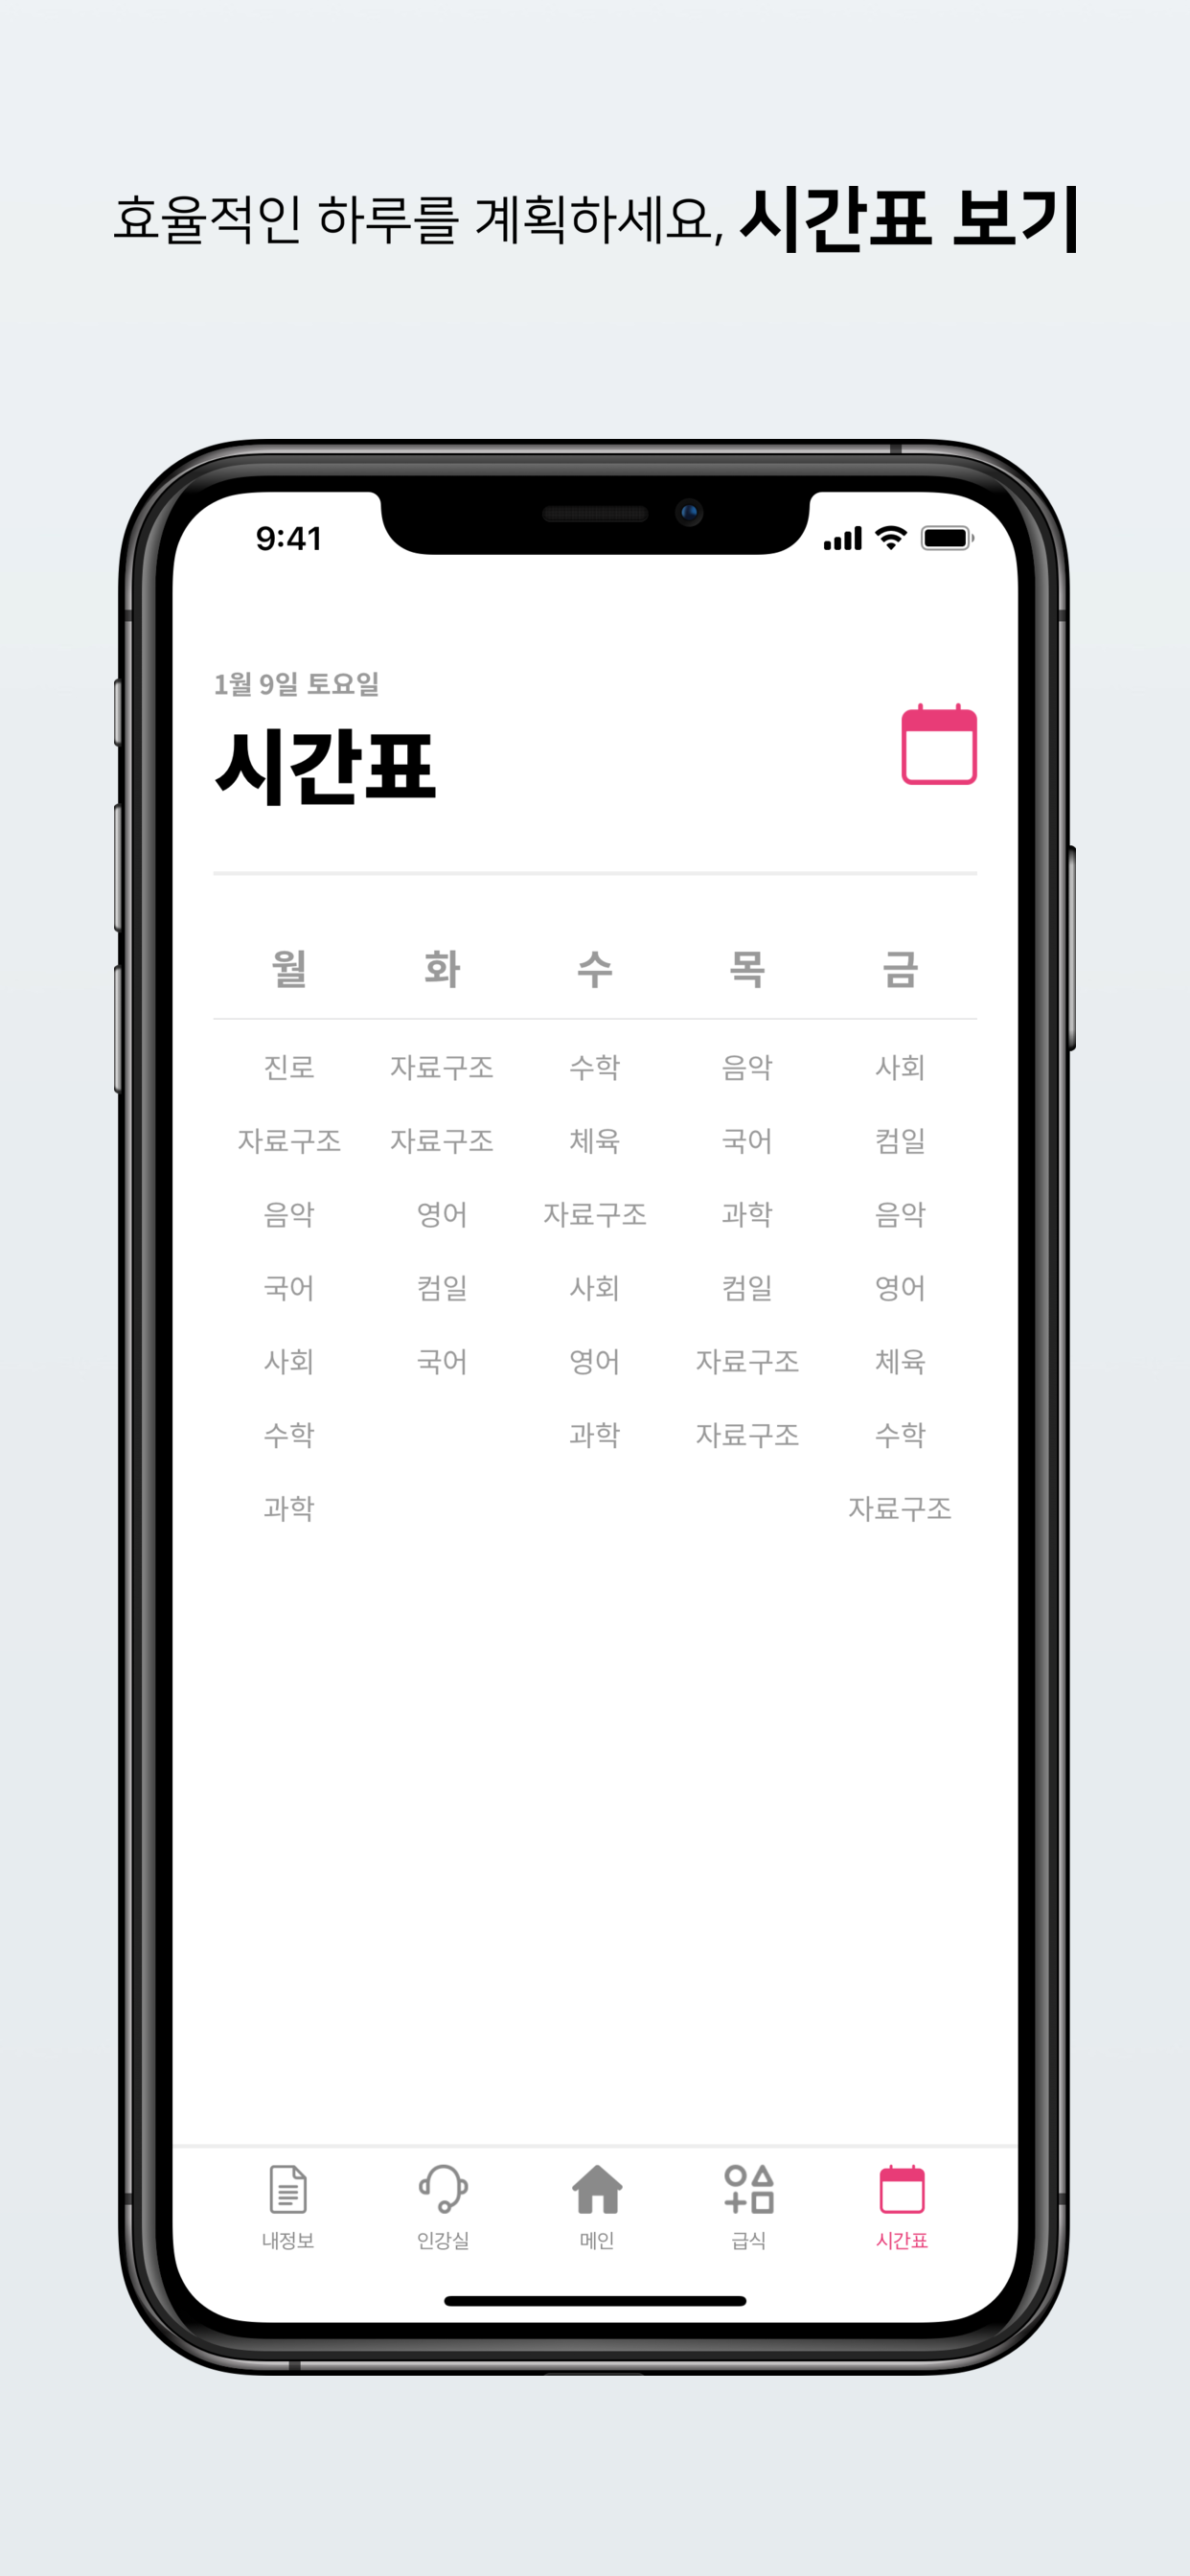 효율적인 하루를 계획하세요, 시간표 보기
9:41
1월 9일 토요일
시간표
월 화 수 목 금
진로 자료구조 수학 음악 사회
자료구조 자료구조 체육 국어 컴일
음악 영어 자료구조 과학 음악
국어 컴일 사회 컴일 영어
사회 국어 영어 자료구조 체육
수학 과학 자료구조 수학
과학 자료구조
내정보 인강실 메인 급식 시간표